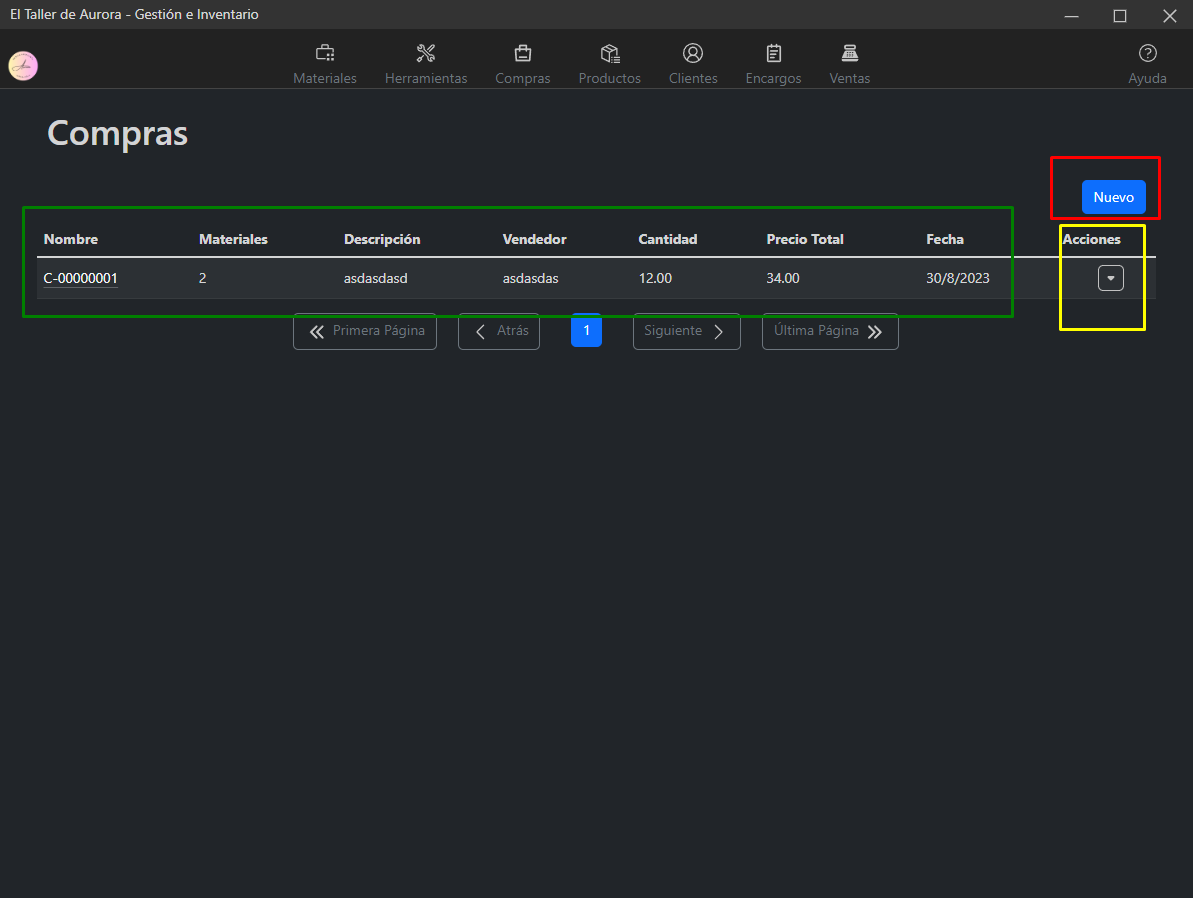 El Taller de Aurora - Gestión e Inventario
Materiales Herramientas Compras Productos Clientes Encargos Ventas Ayuda
Compras
Nuevo
Nombre Materiales Descripción Vendedor Cantidad Precio Total Fecha Acciones
C-00000001 2 asdasdasd asdasdas 12.00 34.00 30/8/2023
Primera Página Atrás 1 Siguiente Última Página